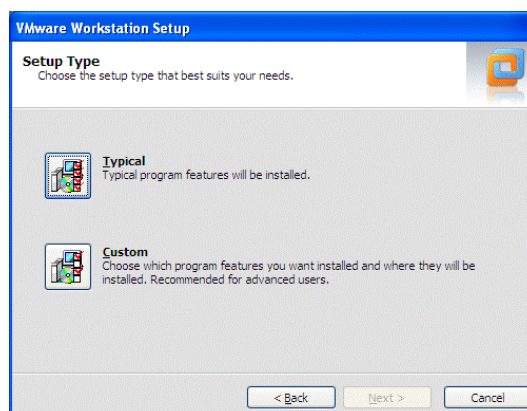 VMware Workstation Setup
Setup Type
Choose the setup type that best suits your needs.
Typical
Typical program features will be installed.
Custom
Choose which program features you want installed and where they will be
installed. Recommended for advanced users.
< Back
Next >
Cancel